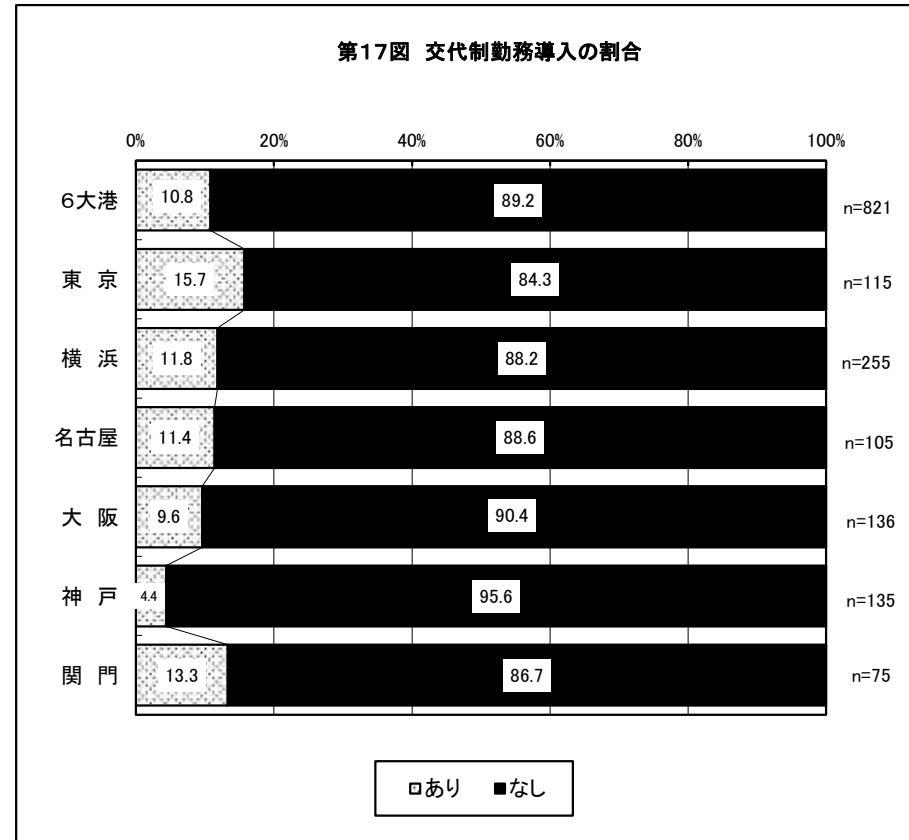 第17図 交代制勤務導入の割合
0% 20% 40% 60% 80% 100%
6大港 10.8 89.2 n=821
東 京 15.7 84.3 n=115
横 浜 11.8 88.2 n=255
名古屋 11.4 88.6 n=105
大 阪 9.6 90.4 n=136
神 戸 4.4 95.6 n=135
関 門 13.3 86.7 n=75
あり なし